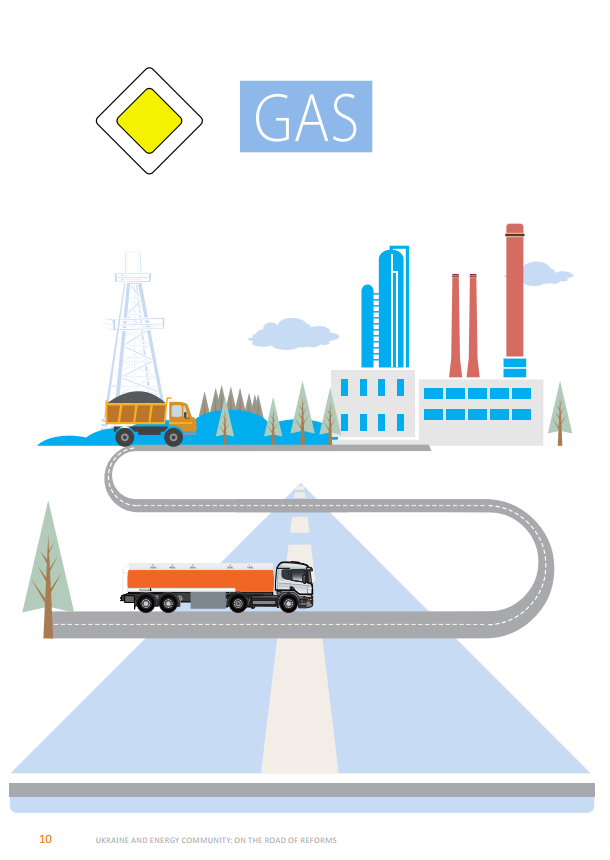 GAS
10 UKRAINE AND ENERGY COMMUNITY: ON THE ROAD OF REFORMS